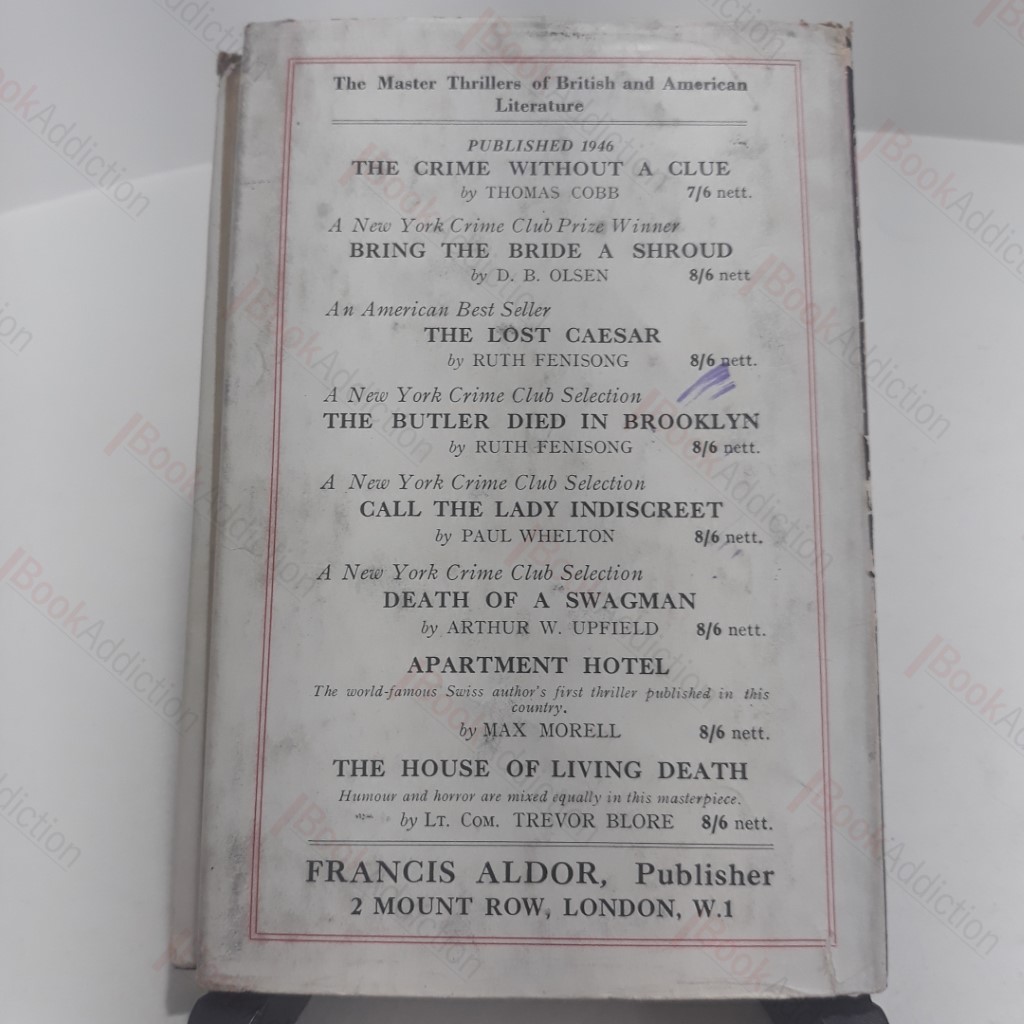 The Master Thrillers of British and American
Literature
PUBLISHED 1946
THE CRIME WITHOUT A CLUE
by THOMAS COBB 7/6 nett.
A New York Crime Club Prize Winner
BRING THE BRIDE A SHROUD
by D. B. OLSEN 8/6 nett
An American Best Seller
THE LOST CAESAR
by RUTH FENISONG 8/6 nett.
A New York Crime Club Selection
THE BUTLER DIED IN BROOKLYN
by RUTH FENISONG 8/6 nett.
A New York Crime Club Selection
CALL THE LADY INDISCREET
by PAUL WHELTON 8/6 nett.
A New York Crime Club Selection
DEATH OF A SWAGMAN
by ARTHUR W. UPFIELD 8/6 nett.
APARTMENT HOTEL
The world-famous Swiss author's first thriller published in this
country.
by MAX MORELL 8/6 nett.
THE HOUSE OF LIVING DEATH
Humour and horror are mixed equally in this masterpiece.
by LT. COM. TREVOR BLORE 8/6 nett.
FRANCIS ALDOR, Publisher
2 MOUNT ROW, LONDON, W.1
BookAddiction